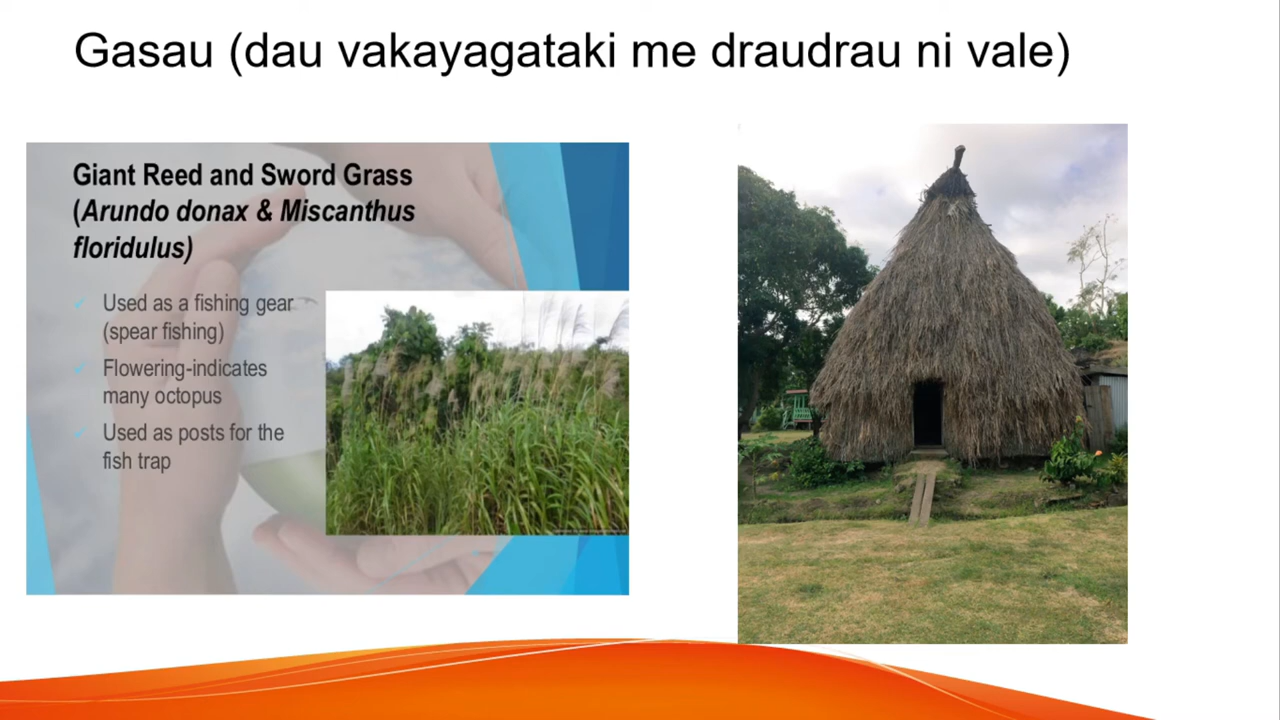 Gasau (dau vakayagataki me draudrau ni vale)
Giant Reed and Sword Grass
(Arundo donax & Miscanthus
floridulus)
✓ Used as a fishing gear
(spear fishing)
✓ Flowering-indicates
many octopus
✓ Used as posts for the
fish trap